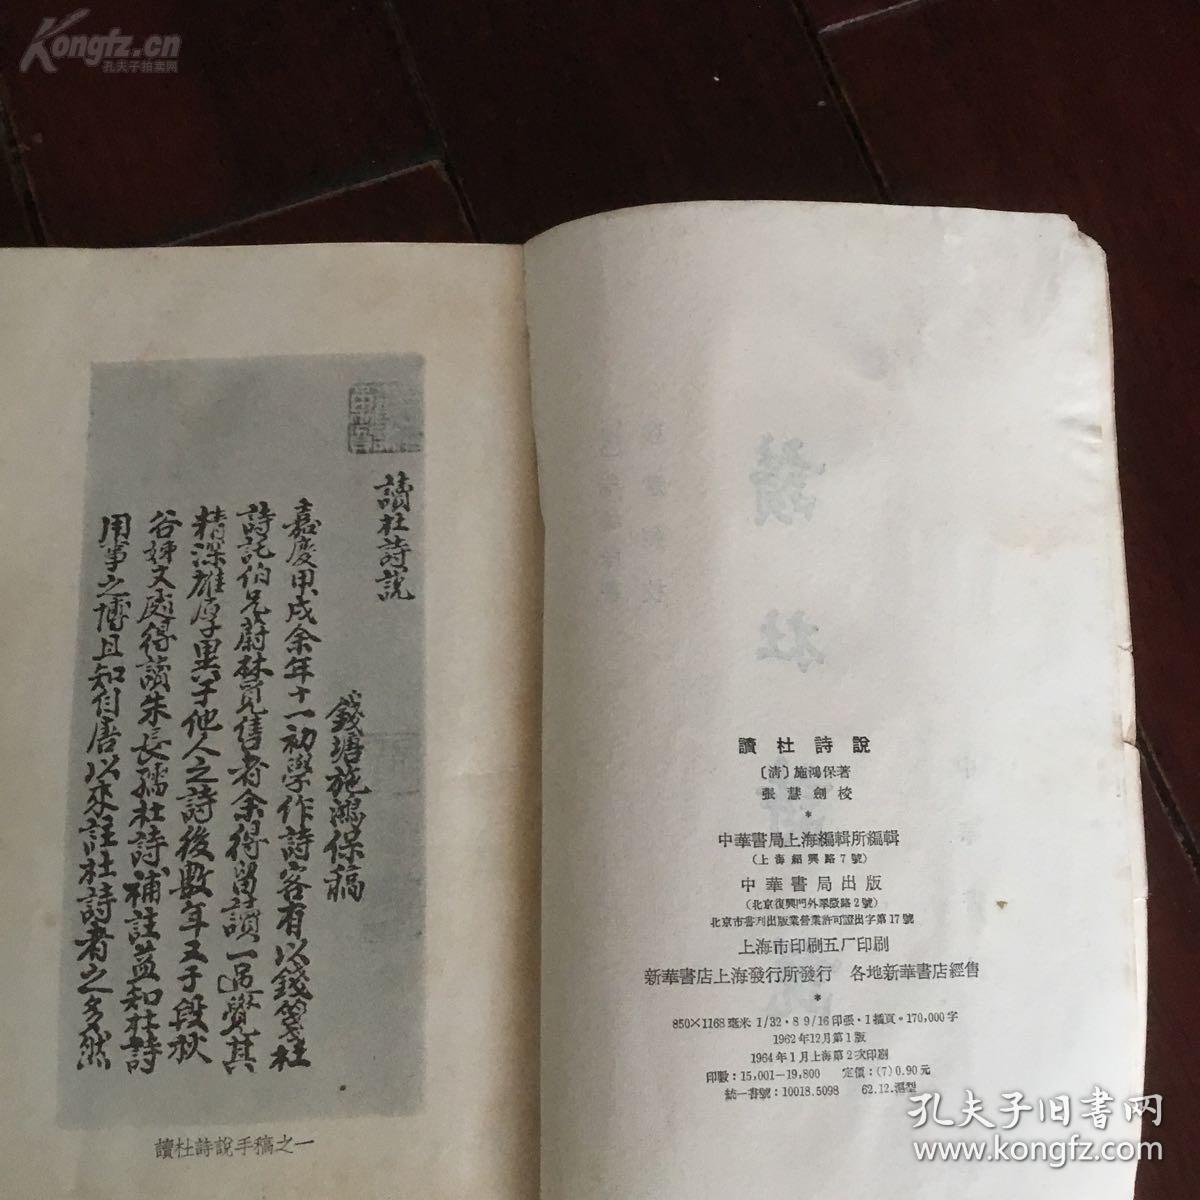 Kongfz.cn
孔夫子拍卖网
讀杜詩說
錢塘施鴻保稿
嘉慶甲戌余年十一初學作詩客有以錢箋杜
詩託伯兄蔚林覓售者余得留讀一過覺其
精深雄厚異于他人之詩後數年壬子段秋
谷姊丈處得讀朱長孺杜詩補註益知杜詩
用事之博且知自唐以來註杜詩者之多然
讀杜詩說手稿之一
讀杜詩說
〔清〕施鴻保著
張慧劍校
*
中華書局上海編輯所編輯
（上海紹興路7號）
中華書局出版
（北京復興門外翠微路2號）
北京市書刊出版業營業許可證出字第17號
上海市印刷五厂印刷
新華書店上海發行所發行 各地新華書店經售
*
850×1168毫米 1/32·8 9/16印張·1插頁·170,000字
1962年12月第1版
1964年1月上海第2次印刷
印數：15,001—19,800 定價：(7)0.90元
統一書號：10018.5098 62.12.滬型
孔夫子旧书网
www.kongfz.com